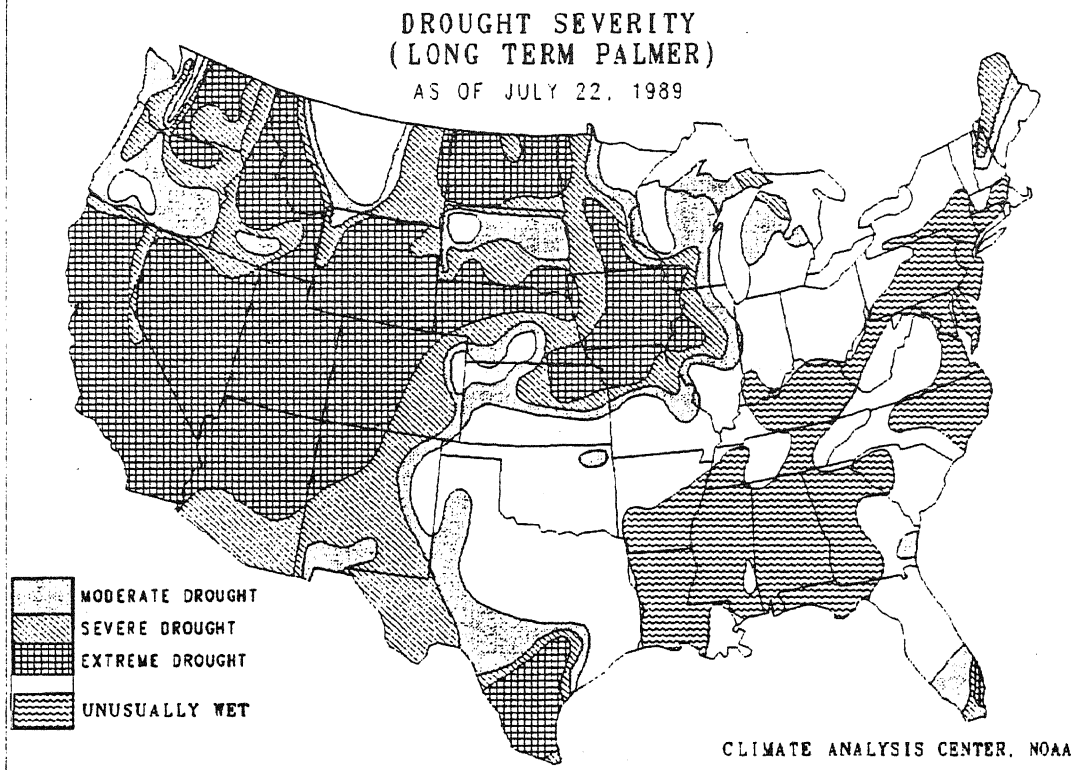 DROUGHT SEVERITY
(LONG TERM PALMER)
AS OF JULY 22, 1989
MODERATE DROUGHT
SEVERE DROUGHT
EXTREME DROUGHT
UNUSUALLY WET
CLIMATE ANALYSIS CENTER, NOAA